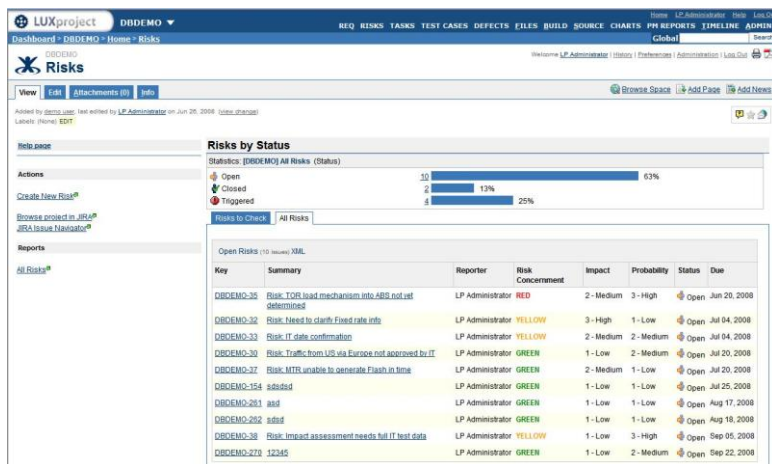 LUXproject
DBDEMO
Home LP Administrator Help Log O
REQ RISKS TASKS TEST CASES DEFECTS FILES BUILD SOURCE CHARTS PM REPORTS TIMELINE ADMIN
Dashboard > DBDEMO > Home > Risks
Global Search
DBDEMO
Risks
Welcome LP Administrator | History | Preferences | Administration | Log Out
View Edit Attachments (0) Info
Browse Space Add Page Add News
Added by demo user, last edited by LP Administrator on Jun 26, 2008 (view change)
Labels: (None) EDIT
Help page
Actions
Create New Risk
Browse project in JIRA
JIRA Issue Navigator
Reports
All Risks
Risks by Status
Statistics: [DBDEMO] All Risks (Status)
Open 10 63%
Closed 2 13%
Triggered 4 25%
Risks to Check All Risks
Open Risks (10 issues) XML
Key Summary Reporter Risk Concernment Impact Probability Status Due
DBDEMO-35 Risk: TOR load mechanism into ABS not yet determined LP Administrator RED 2 - Medium 3 - High Open Jun 20, 2008
DBDEMO-32 Risk: Need to clarify Fixed rate info LP Administrator YELLOW 3 - High 1 - Low Open Jul 04, 2008
DBDEMO-33 Risk: IT date confirmation LP Administrator YELLOW 2 - Medium 2 - Medium Open Jul 04, 2008
DBDEMO-30 Risk: Traffic from US via Europe not approved by IT LP Administrator GREEN 1 - Low 2 - Medium Open Jul 20, 2008
DBDEMO-37 Risk: MTR unable to generate Flash in time LP Administrator GREEN 2 - Medium 1 - Low Open Jul 20, 2008
DBDEMO-154 sdsdsd LP Administrator GREEN 1 - Low 1 - Low Open Jul 25, 2008
DBDEMO-261 asd LP Administrator GREEN 1 - Low 1 - Low Open Aug 17, 2008
DBDEMO-262 sdsd LP Administrator GREEN 1 - Low 1 - Low Open Aug 18, 2008
DBDEMO-38 Risk: Impact assessment needs full IT test data LP Administrator YELLOW 1 - Low 3 - High Open Sep 05, 2008
DBDEMO-270 12345 LP Administrator GREEN 1 - Low 2 - Medium Open Sep 22, 2008